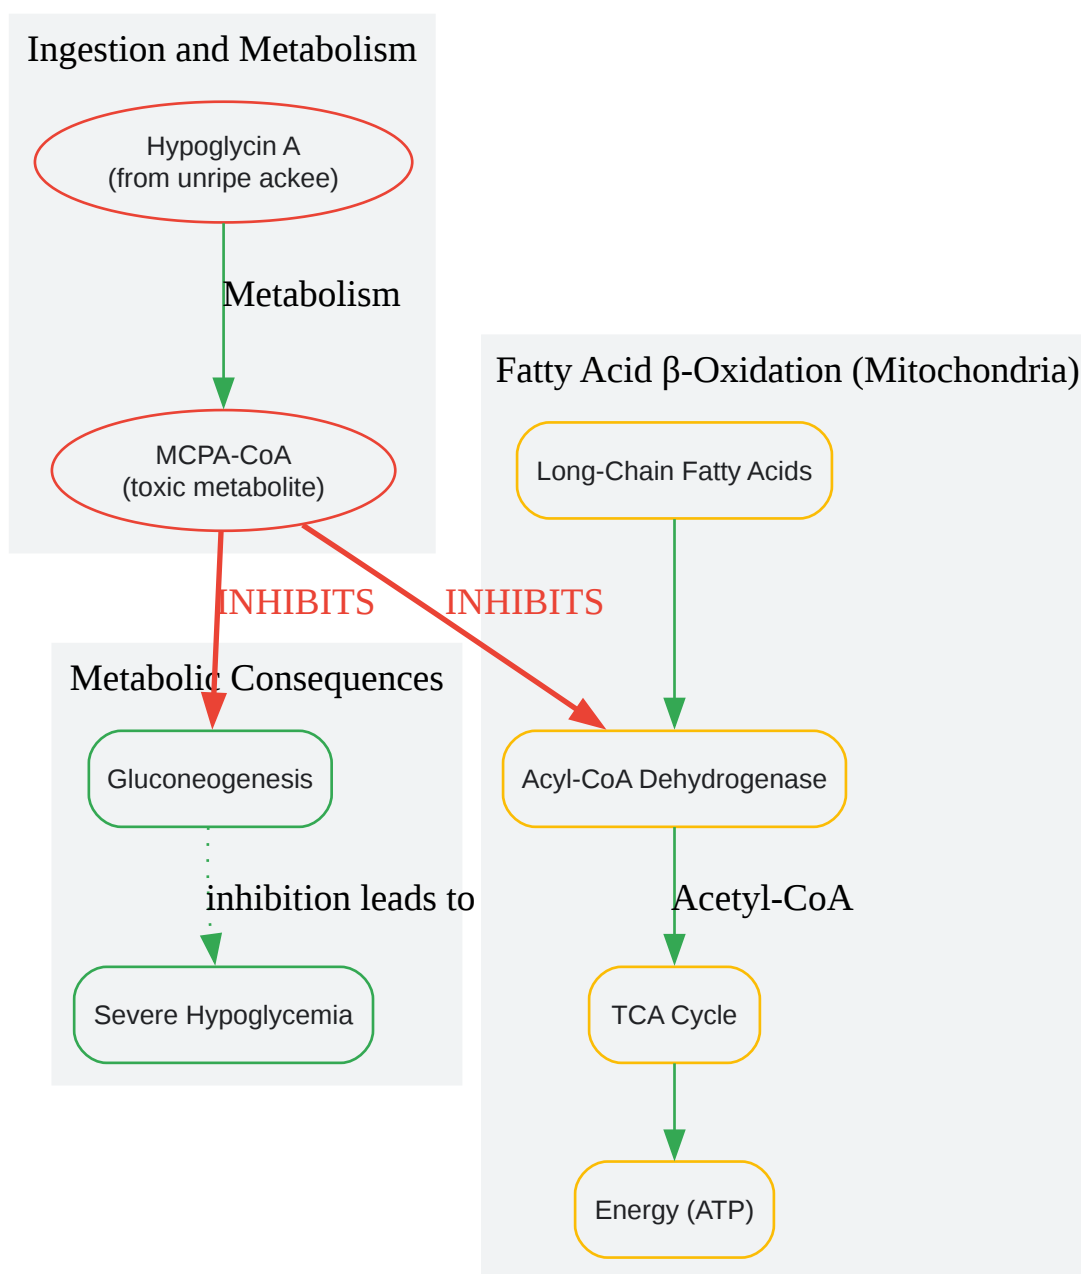 Ingestion and Metabolism
Hypoglycin A
(from unripe ackee)
Metabolism
MCPA-CoA
(toxic metabolite)
INHIBITS
INHIBITS
Metabolic Consequences
Gluconeogenesis
inhibition leads to
Severe Hypoglycemia
Fatty Acid β-Oxidation (Mitochondria)
Long-Chain Fatty Acids
Acyl-CoA Dehydrogenase
Acetyl-CoA
TCA Cycle
Energy (ATP)